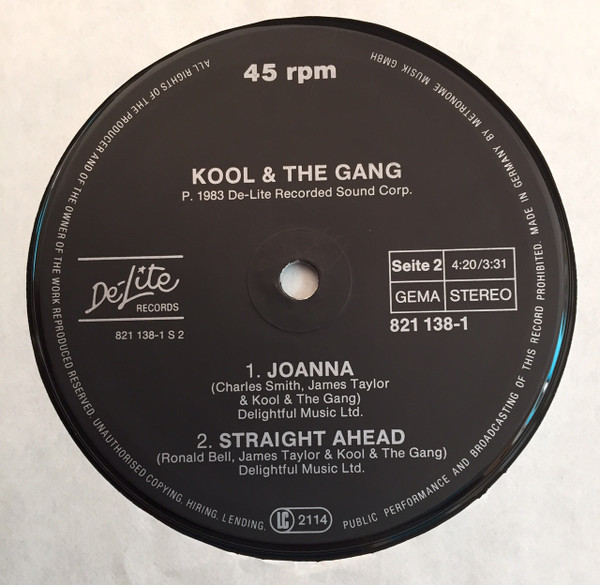 45 rpm
KOOL & THE GANG
P. 1983 De-Lite Recorded Sound Corp.
De-Lite
RECORDS
821 138-1 S 2
Seite 2 4:20/3:31
GEMA STEREO
821 138-1
1. JOANNA
(Charles Smith, James Taylor
& Kool & The Gang)
Delightful Music Ltd.
2. STRAIGHT AHEAD
(Ronald Bell, James Taylor & Kool & The Gang)
Delightful Music Ltd.
LC 2114
ALL RIGHTS OF THE PRODUCER AND OF THE OWNER OF THE WORK REPRODUCED RESERVED. UNAUTHORISED COPYING, HIRING, LENDING, PUBLIC PERFORMANCE AND BROADCASTING OF THIS RECORD PROHIBITED. MADE IN GERMANY BY METRONOME MUSIK GMBH